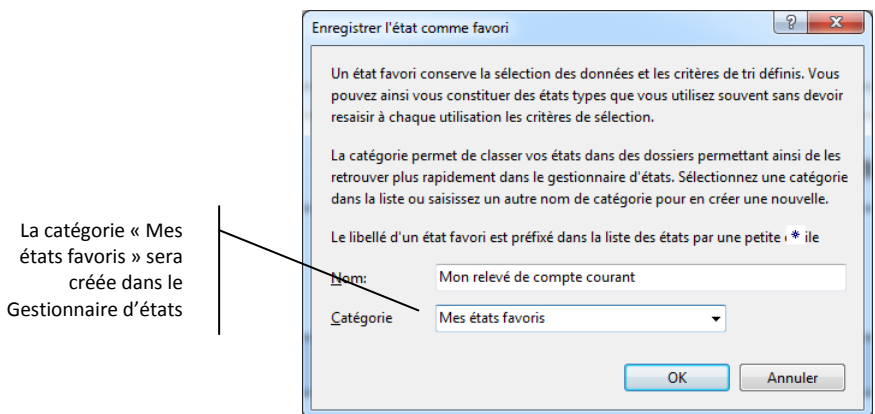 Enregistrer l'état comme favori
Un état favori conserve la sélection des données et les critères de tri définis. Vous
pouvez ainsi vous constituer des états types que vous utilisez souvent sans devoir
resaisir à chaque utilisation les critères de sélection.
La catégorie permet de classer vos états dans des dossiers permettant ainsi de les
retrouver plus rapidement dans le gestionnaire d'états. Sélectionnez une catégorie
dans la liste ou saisissez un autre nom de catégorie pour en créer une nouvelle.
Le libellé d'un état favori est préfixé dans la liste des états par une petite * ile
Nom: Mon relevé de compte courant
Catégorie Mes états favoris
OK Annuler
La catégorie « Mes
états favoris » sera
créée dans le
Gestionnaire d'états